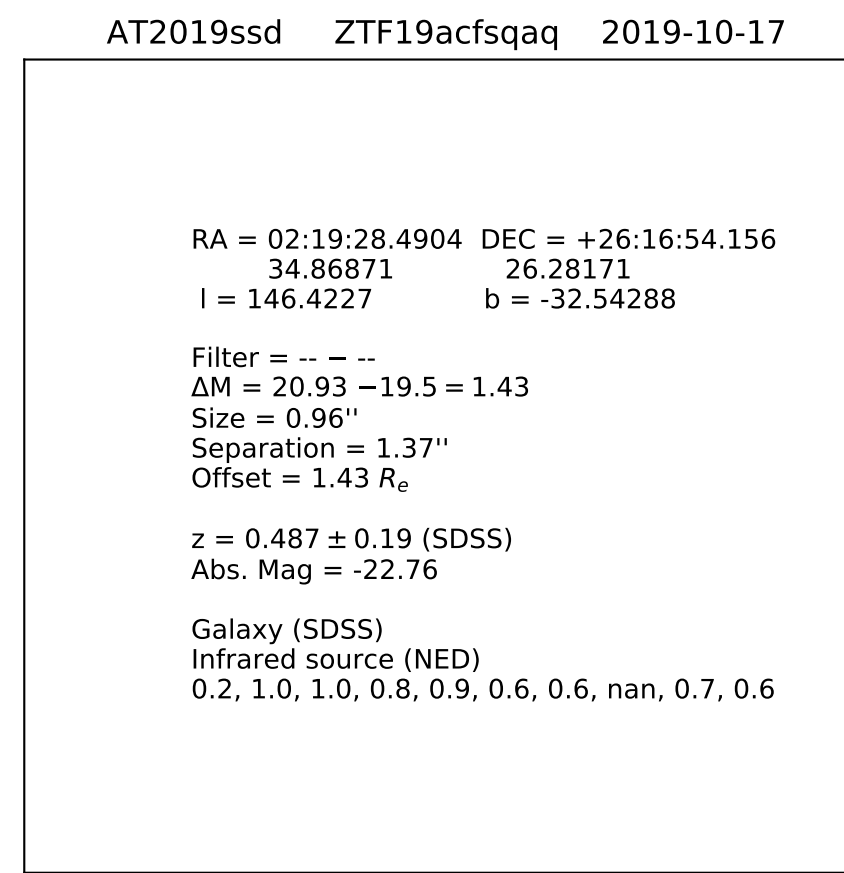 AT2019ssd ZTF19acfsqaq 2019-10-17
RA = 02:19:28.4904 DEC = +26:16:54.156
34.86871 26.28171
l = 146.4227 b = -32.54288
Filter = -- − --
ΔM = 20.93 −19.5 = 1.43
Size = 0.96''
Separation = 1.37''
Offset = 1.43 Rₑ
z = 0.487 ± 0.19 (SDSS)
Abs. Mag = -22.76
Galaxy (SDSS)
Infrared source (NED)
0.2, 1.0, 1.0, 0.8, 0.9, 0.6, 0.6, nan, 0.7, 0.6